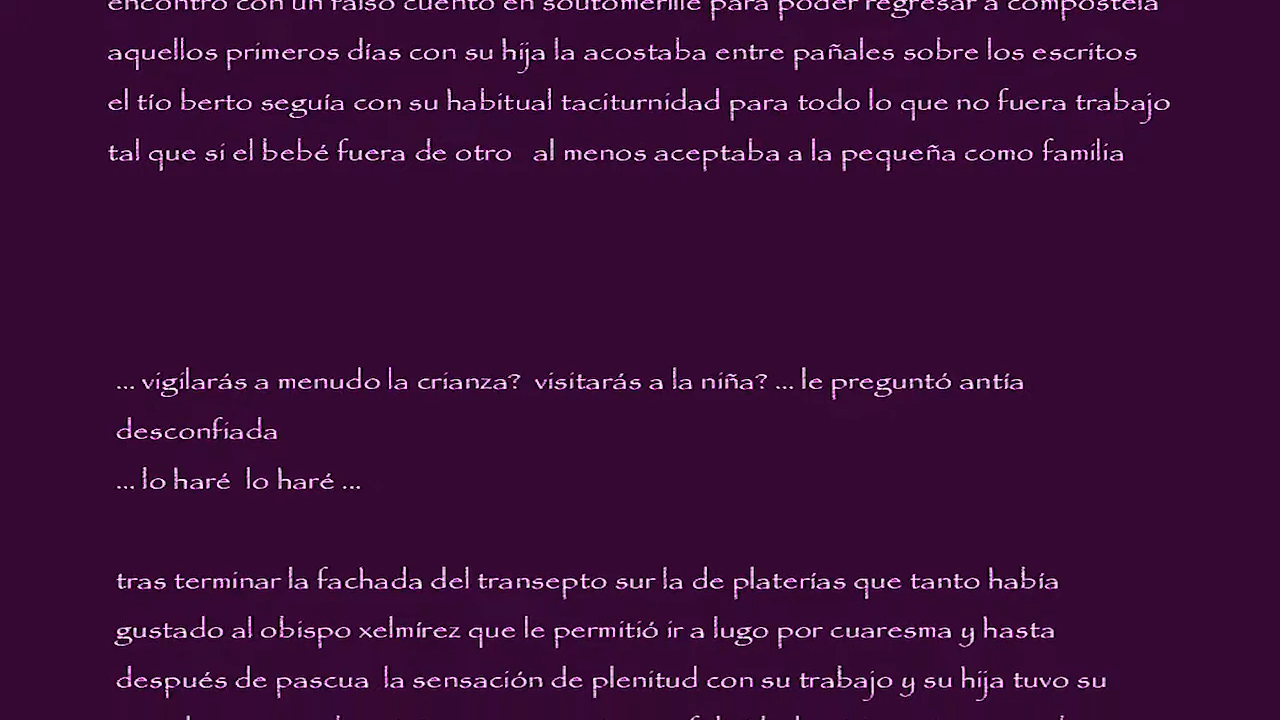 encontró con un falso cuento en soutomerille para poder regresar a compostela
aquellos primeros días con su hija la acostaba entre pañales sobre los escritos
el tío berto seguía con su habitual taciturnidad para todo lo que no fuera trabajo
tal que si el bebé fuera de otro al menos aceptaba a la pequeña como familia
... vigilarás a menudo la crianza? visitarás a la niña? ... le preguntó antía
desconfiada
... lo haré lo haré ...
tras terminar la fachada del transepto sur la de platerías que tanto había
gustado al obispo xelmírez que le permitió ir a lugo por cuaresma y hasta
después de pascua la sensación de plenitud con su trabajo y su hija tuvo su